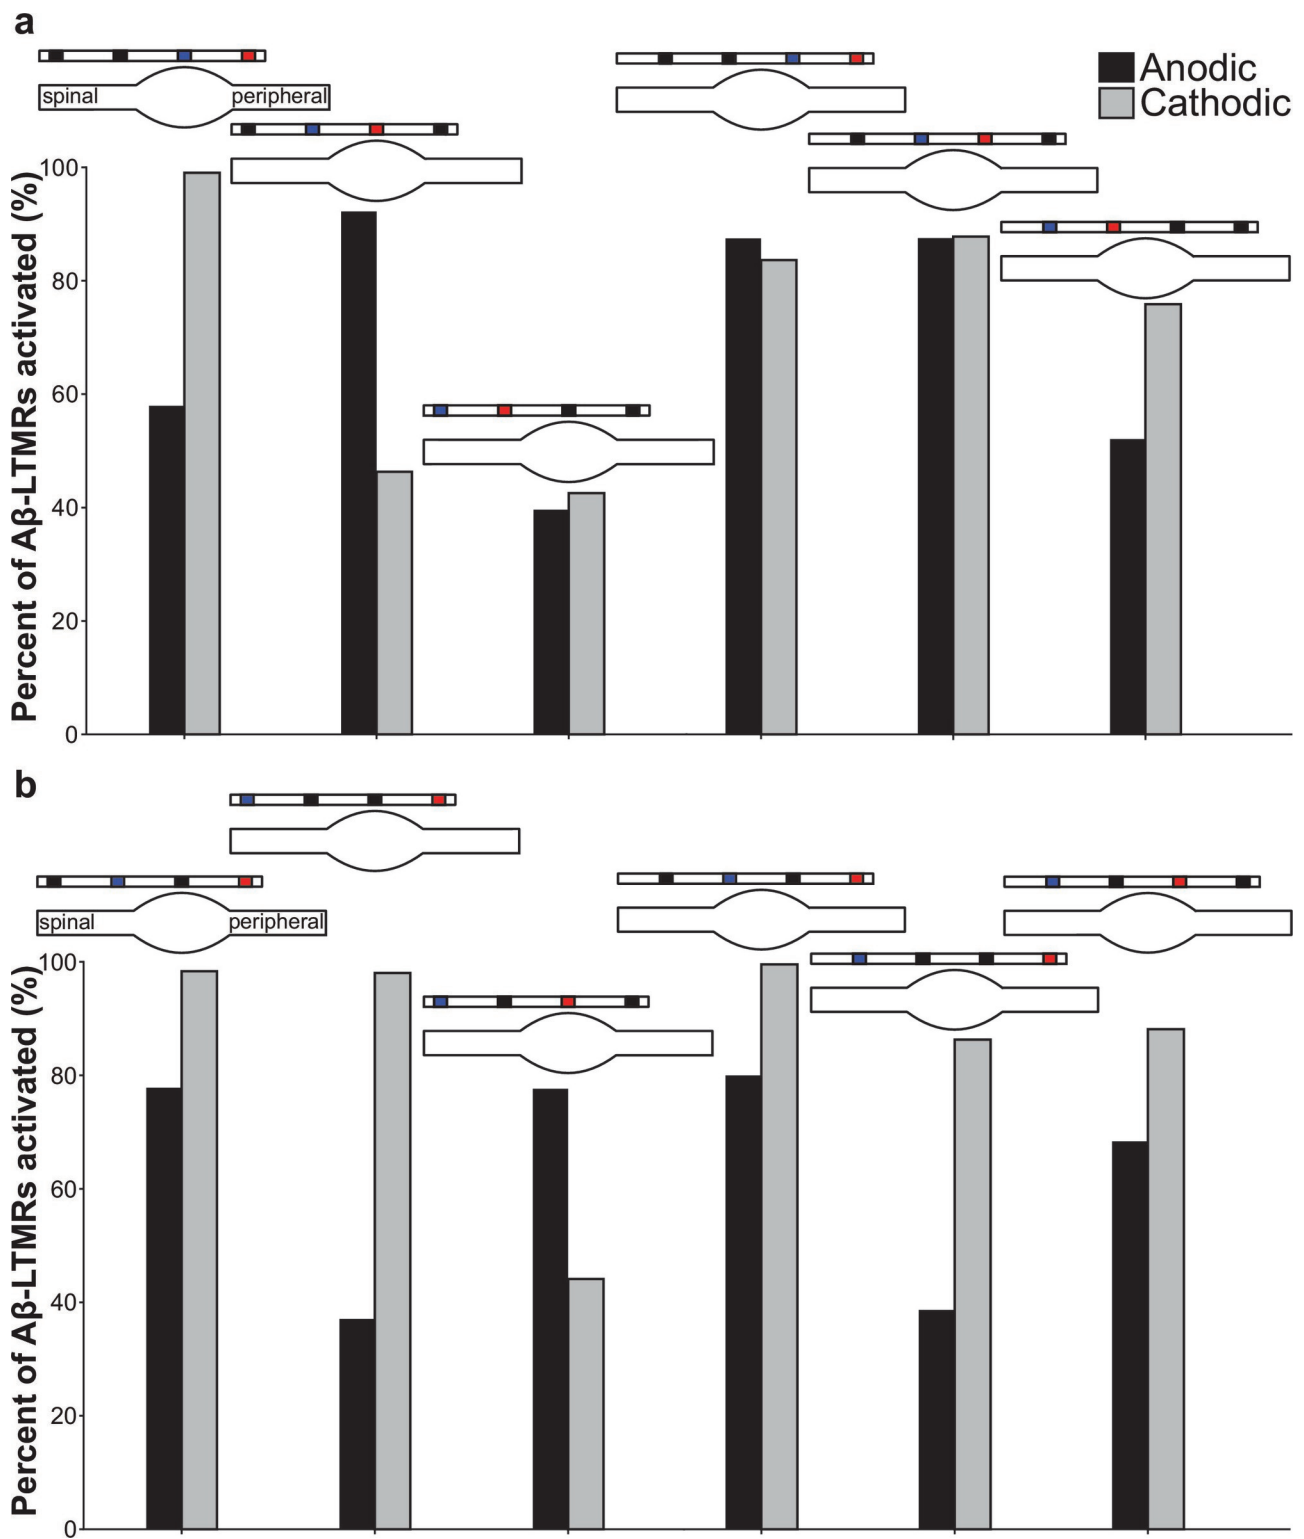 a
spinal
peripheral
Anodic
Cathodic
Percent of Aβ-LTMRs activated (%)
100
80
60
40
20
0
b
spinal
peripheral
Percent of Aβ-LTMRs activated (%)
100
80
60
40
20
0